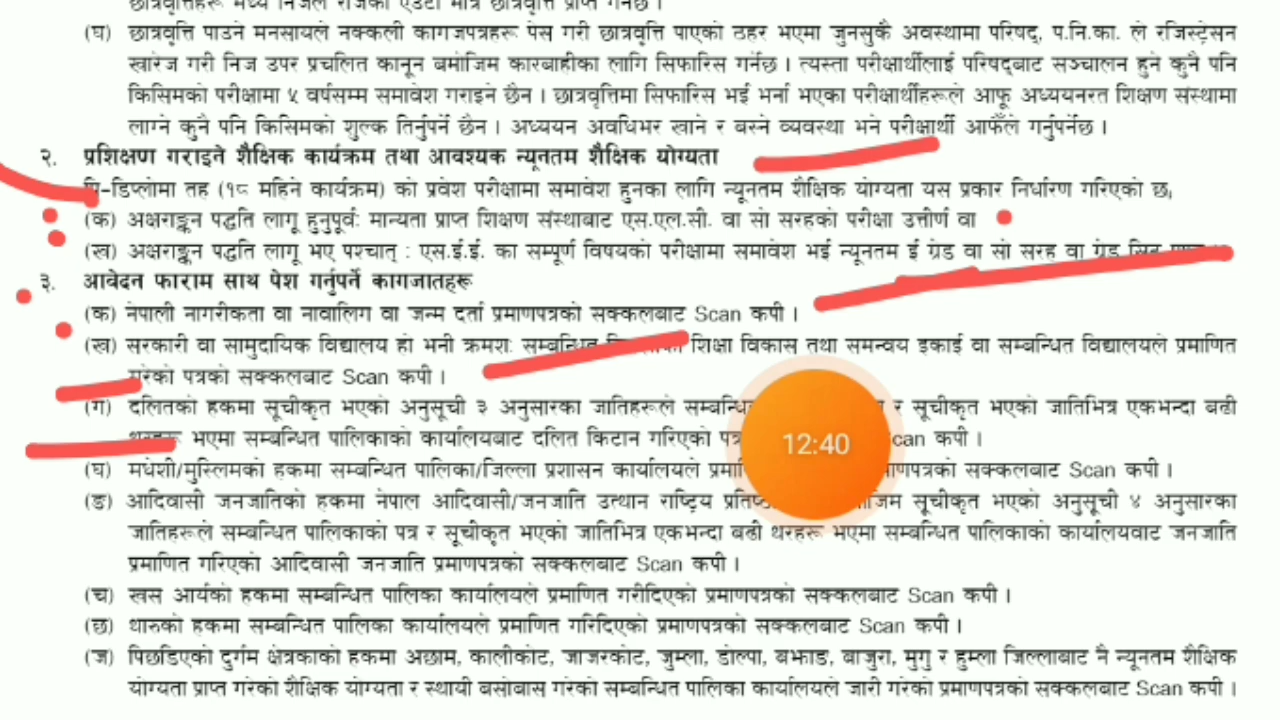 छात्रवृत्तिहरू मध्ये निजले रोजेको एउटा मात्र छात्रवृत्ति प्राप्त गर्नेछ ।
(घ) छात्रवृत्ति पाउने मनसायले नक्कली कागजपत्रहरू पेस गरी छात्रवृत्ति पाएको ठहर भएमा जुनसुकै अवस्थामा परिषद्, प.नि.का. ले रजिस्ट्रेसन
खारेज गरी निज उपर प्रचलित कानून बमोजिम कारबाहीका लागि सिफारिस गर्नेछ । त्यस्ता परीक्षार्थीलाई परिषद्बाट सञ्चालन हुने कुनै पनि
किसिमको परीक्षामा ५ वर्षसम्म समावेश गराइने छैन । छात्रवृत्तिमा सिफारिस भई भर्ना भएका परीक्षार्थीहरूले आफू अध्ययनरत शिक्षण संस्थामा
लाग्ने कुनै पनि किसिमको शुल्क तिर्नुपर्ने छैन । अध्ययन अवधिभर खाने र बस्ने व्यवस्था भने परीक्षार्थी आफैँले गर्नुपर्नेछ ।
२. प्रशिक्षण गराइने शैक्षिक कार्यक्रम तथा आवश्यक न्यूनतम शैक्षिक योग्यता
प्रि-डिप्लोमा तह (१८ महिने कार्यक्रम) को प्रवेश परीक्षामा समावेश हुनका लागि न्यूनतम शैक्षिक योग्यता यस प्रकार निर्धारण गरिएको छ,
(क) अक्षराङ्कन पद्धति लागू हुनुपूर्व: मान्यता प्राप्त शिक्षण संस्थाबाट एस.एल.सी. वा सो सरहको परीक्षा उत्तीर्ण वा
(ख) अक्षराङ्कन पद्धति लागू भए पश्चात् : एस.ई.ई. का सम्पूर्ण विषयको परीक्षामा समावेश भई न्यूनतम ई ग्रेड वा सो सरह वा ग्रेड
३. आवेदन फाराम साथ पेश गर्नुपर्ने कागजातहरू
(क) नेपाली नागरीकता वा नावालिग वा जन्म दर्ता प्रमाणपत्रको सक्कलबाट Scan कपी ।
(ख) सरकारी वा सामुदायिक विद्यालय हो भनी क्रमश: सम्बन्धित शिक्षा विकास तथा समन्वय इकाई वा सम्बन्धित विद्यालयले प्रमाणित
गरेको पत्रको सक्कलबाट Scan कपी ।
(ग) दलितको हकमा सूचीकृत भएको अनुसूची ३ अनुसारका जातिहरूले र सूचीकृत भएको जातिभित्र एकभन्दा बढी
थरहरू भएमा सम्बन्धित पालिकाको कार्यालयबाट दलित किटान गरिएको Scan कपी ।
12:40
(घ) मधेशी/मुस्लिमको हकमा सम्बन्धित पालिका/जिल्ला प्रशासन कार्यालयले प्रमाणपत्रको सक्कलबाट Scan कपी ।
(ङ) आदिवासी जनजातिको हकमा नेपाल आदिवासी/जनजाति उत्थान राष्ट्रिय सूचीकृत भएको अनुसूची ४ अनुसारका
जातिहरूले सम्बन्धित पालिकाको पत्र र सूचीकृत भएको जातिभित्र एकभन्दा बढी थरहरू भएमा सम्बन्धित पालिकाको कार्यालयवाट जनजाति
प्रमाणित गरिएको आदिवासी जनजाति प्रमाणपत्रको सक्कलबाट Scan कपी ।
(च) खस आर्यको हकमा सम्बन्धित पालिका कार्यालयले प्रमाणित गरीदिएको प्रमाणपत्रको सक्कलबाट Scan कपी ।
(छ) थारुको हकमा सम्बन्धित पालिका कार्यालयले प्रमाणित गरिदिएको प्रमाणपत्रको सक्कलबाट Scan कपी ।
(ज) पिछडिएको दुर्गम क्षेत्रकाको हकमा अछाम, कालीकोट, जाजरकोट, जुम्ला, डोल्पा, बझाङ, बाजुरा, मुगु र हुम्ला जिल्लाबाट नै न्यूनतम शैक्षिक
योग्यता प्राप्त गरेको शैक्षिक योग्यता र स्थायी बसोबास गरेको सम्बन्धित पालिका कार्यालयले जारी गरेको प्रमाणपत्रको सक्कलबाट Scan कपी ।